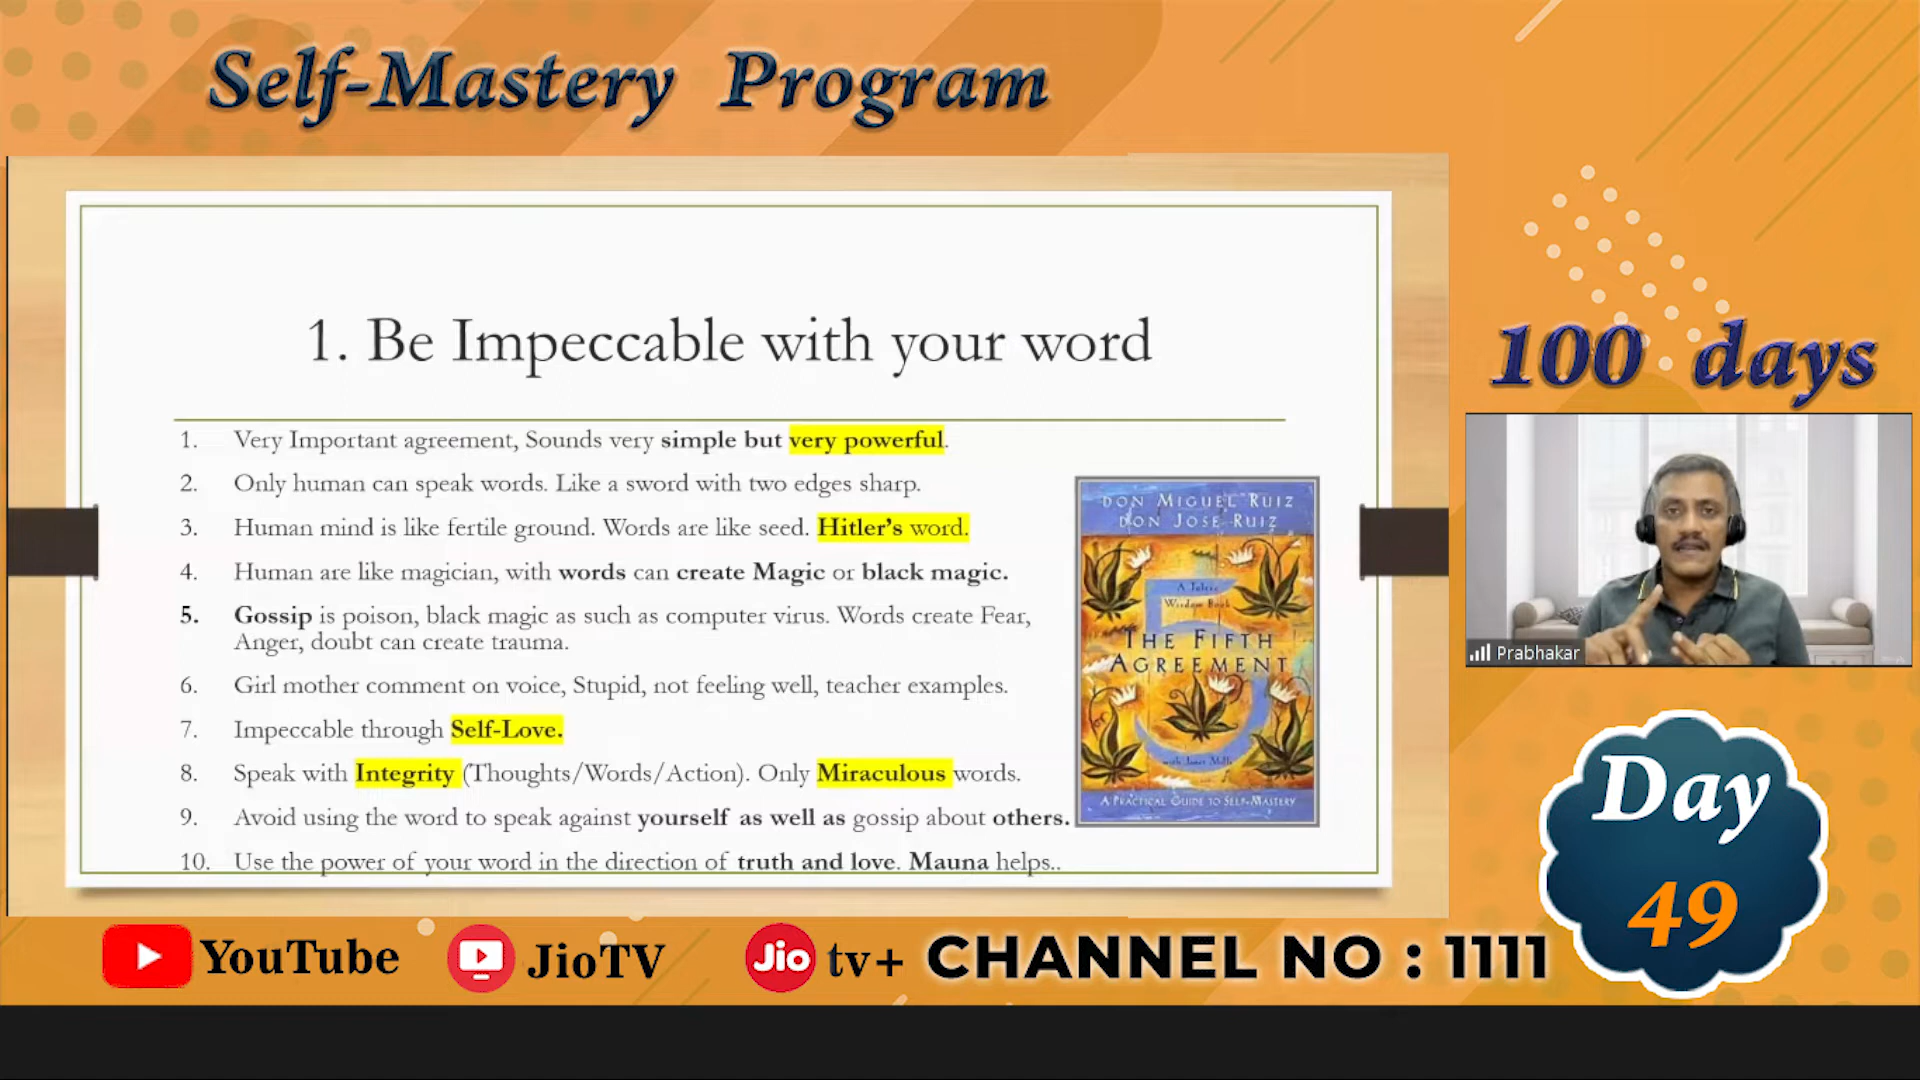 Self-Mastery Program
1. Be Impeccable with your word
1. Very Important agreement, Sounds very simple but very powerful.
2. Only human can speak words. Like a sword with two edges sharp.
3. Human mind is like fertile ground. Words are like seed. Hitler's word.
4. Human are like magician, with words can create Magic or black magic.
5. Gossip is poison, black magic as such as computer virus. Words create Fear,
Anger, doubt can create trauma.
6. Girl mother comment on voice, Stupid, not feeling well, teacher examples.
7. Impeccable through Self-Love.
8. Speak with Integrity (Thoughts/Words/Action). Only Miraculous words.
9. Avoid using the word to speak against yourself as well as gossip about others.
10. Use the power of your word in the direction of truth and love. Mauna helps..
DON MIGUEL RUIZ
DON JOSE RUIZ
5
A Toltec
Wisdom Book
THE FIFTH
AGREEMENT
with Janet Mills
A PRACTICAL GUIDE TO SELF-MASTERY
100 days
Prabhakar
Day
49
YouTube
JioTV
Jio tv+
CHANNEL NO : 1111